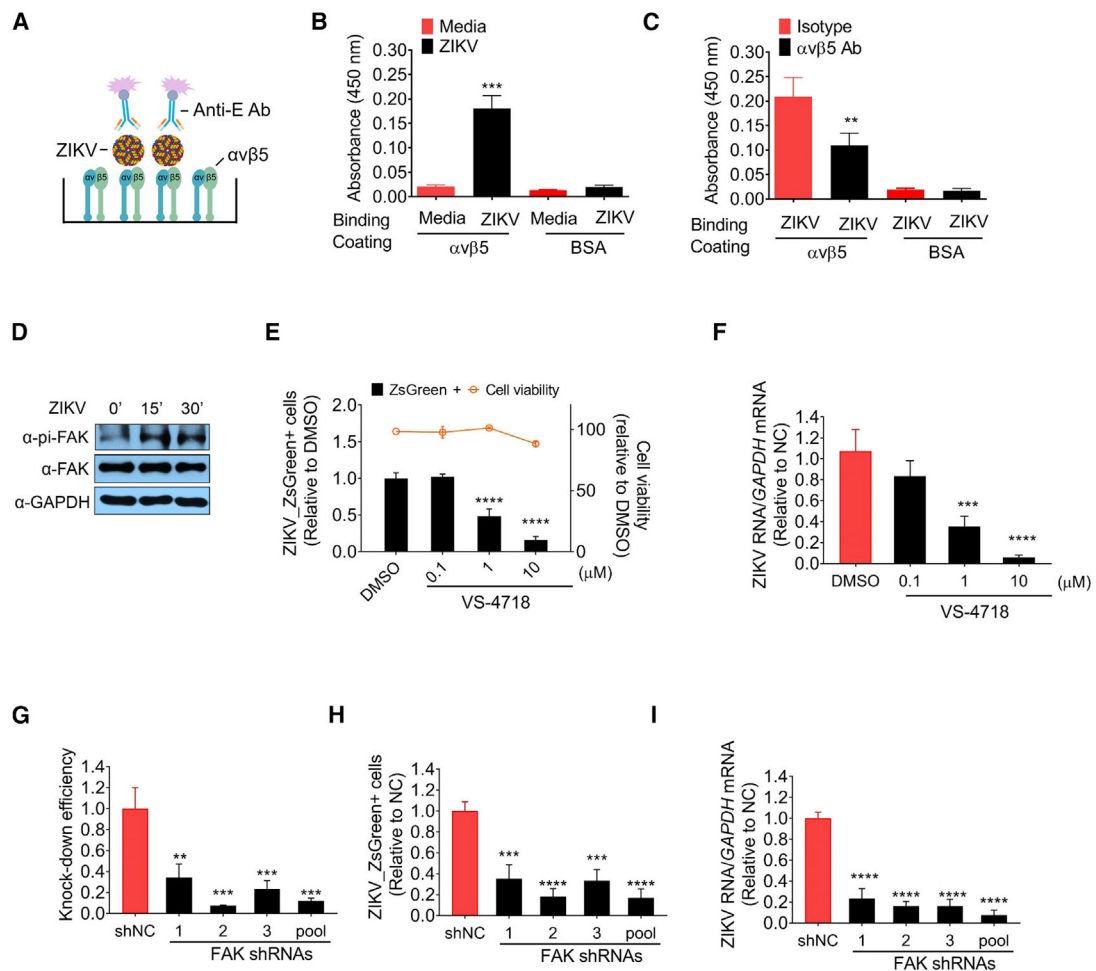 A
Anti-E Ab
ZIKV
αvβ5
αv β5 αv β5 αv β5 αv β5
B
Media
ZIKV
Absorbance (450 nm)
0.30
0.25
0.20
0.15
0.10
0.05
0.00
***
Binding Media ZIKV Media ZIKV
Coating αvβ5 BSA
C
Isotype
αvβ5 Ab
Absorbance (450 nm)
0.30
0.25
0.20
0.15
0.10
0.05
0.00
**
Binding ZIKV ZIKV ZIKV ZIKV
Coating αvβ5 BSA
D
ZIKV 0' 15' 30'
α-pi-FAK
α-FAK
α-GAPDH
E
ZsGreen + Cell viability
ZIKV_ZsGreen+ cells
(Relative to DMSO)
2.0
1.5
1.0
0.5
0.0
**** ****
100
50
0
Cell viability
(relative to DMSO)
DMSO 0.1 1 10 (μM)
VS-4718
F
ZIKV RNA/GAPDH mRNA
(Relative to NC)
1.4
1.2
1.0
0.8
0.6
0.4
0.2
0
*** ****
DMSO 0.1 1 10 (μM)
VS-4718
G
Knock-down efficiency
1.4
1.2
1.0
0.8
0.6
0.4
0.2
0.0
** *** *** ***
shNC 1 2 3 pool
FAK shRNAs
H
ZIKV_ZsGreen+ cells
(Relative to NC)
1.4
1.2
1.0
0.8
0.6
0.4
0.2
0.0
*** **** *** ****
shNC 1 2 3 pool
FAK shRNAs
I
ZIKV RNA/GAPDH mRNA
(Relative to NC)
1.4
1.2
1.0
0.8
0.6
0.4
0.2
0
**** **** **** ****
shNC 1 2 3 pool
FAK shRNAs